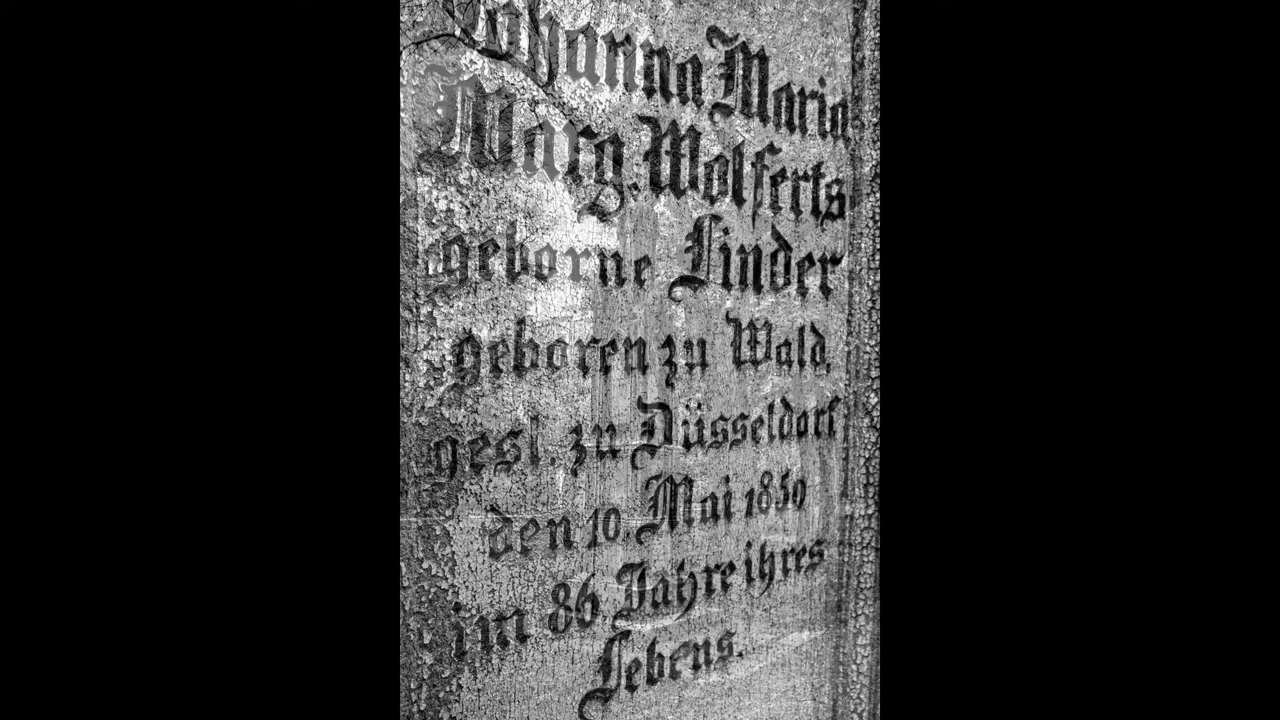 Johanna Maria
Marg. Wolferts
geborne Linder
geboren zu Wald,
gest. zu Düsseldorf
den 10. Mai 1850
im 86. Jahre ihres
Lebens.